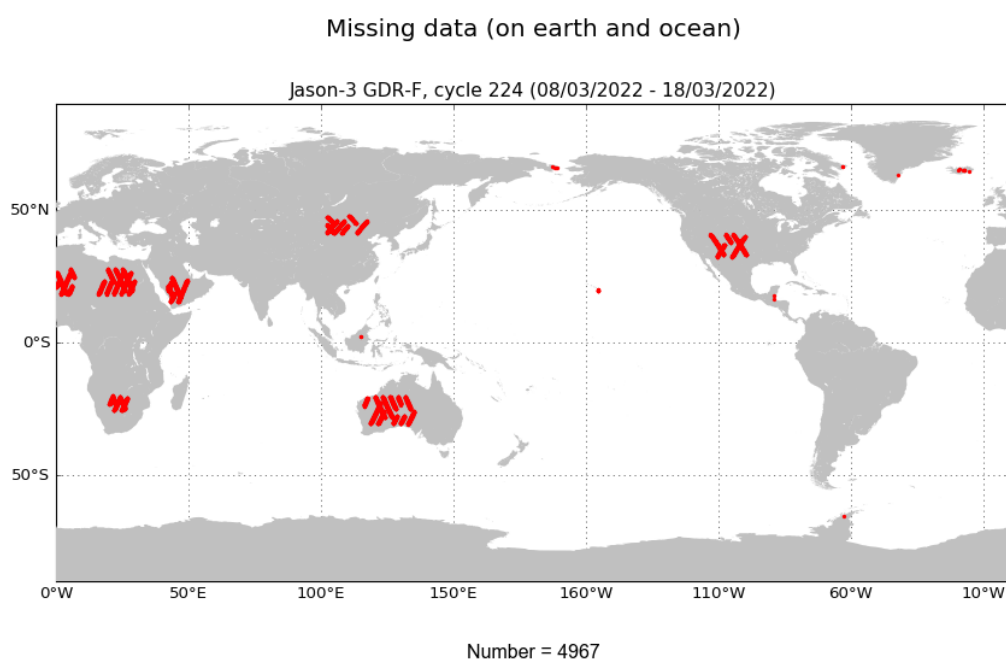 Missing data (on earth and ocean)
Jason-3 GDR-F, cycle 224 (08/03/2022 - 18/03/2022)
50°N
0°S
50°S
0°W 50°E 100°E 150°E 160°W 110°W 60°W 10°W
Number = 4967